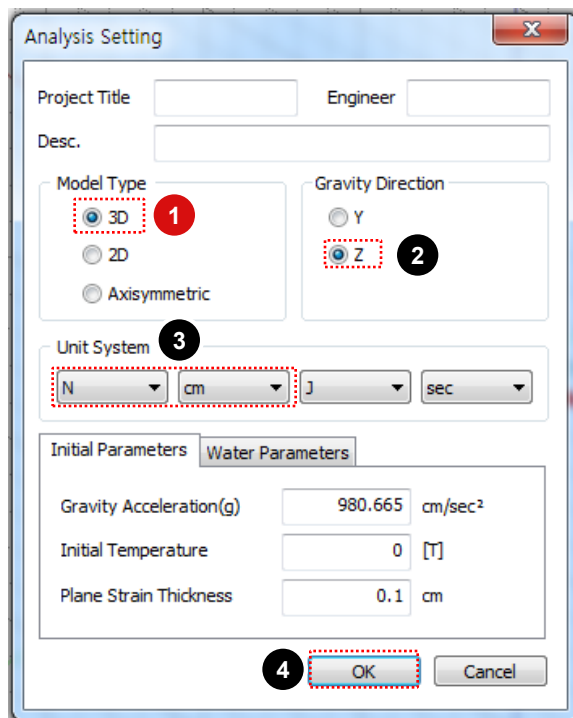 Analysis Setting
Project Title Engineer
Desc.
Model Type
3D 1
2D
Axisymmetric
Gravity Direction
Y
Z 2
Unit System 3
N cm J sec
Initial Parameters Water Parameters
Gravity Acceleration(g) 980.665 cm/sec²
Initial Temperature 0 [T]
Plane Strain Thickness 0.1 cm
4 OK Cancel